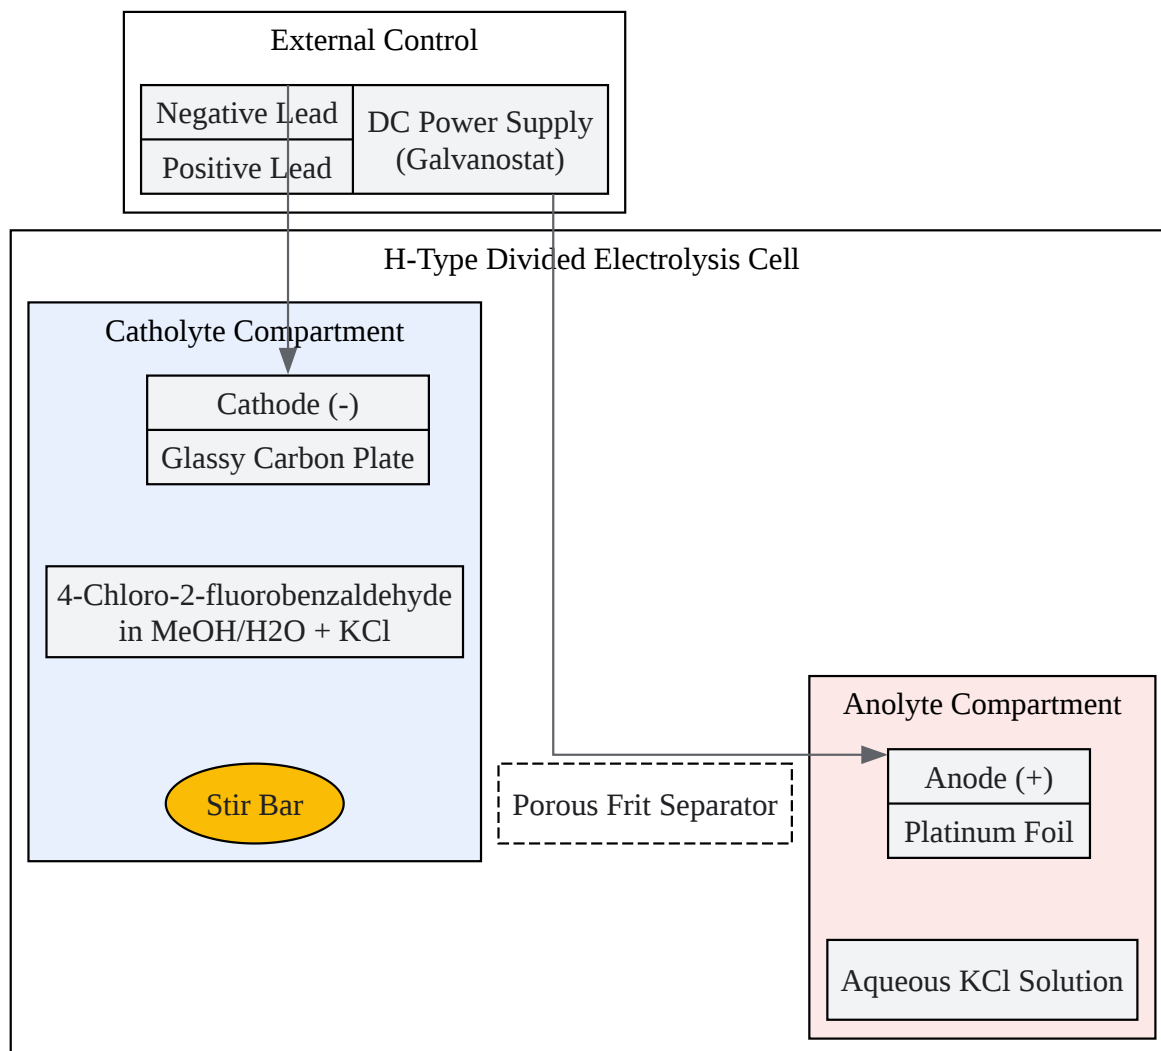 External Control
Negative Lead
Positive Lead
DC Power Supply
(Galvanostat)
H-Type Divided Electrolysis Cell
Catholyte Compartment
Cathode (-)
Glassy Carbon Plate
4-Chloro-2-fluorobenzaldehyde
in MeOH/H2O + KCl
Stir Bar
Porous Frit Separator
Anolyte Compartment
Anode (+)
Platinum Foil
Aqueous KCl Solution